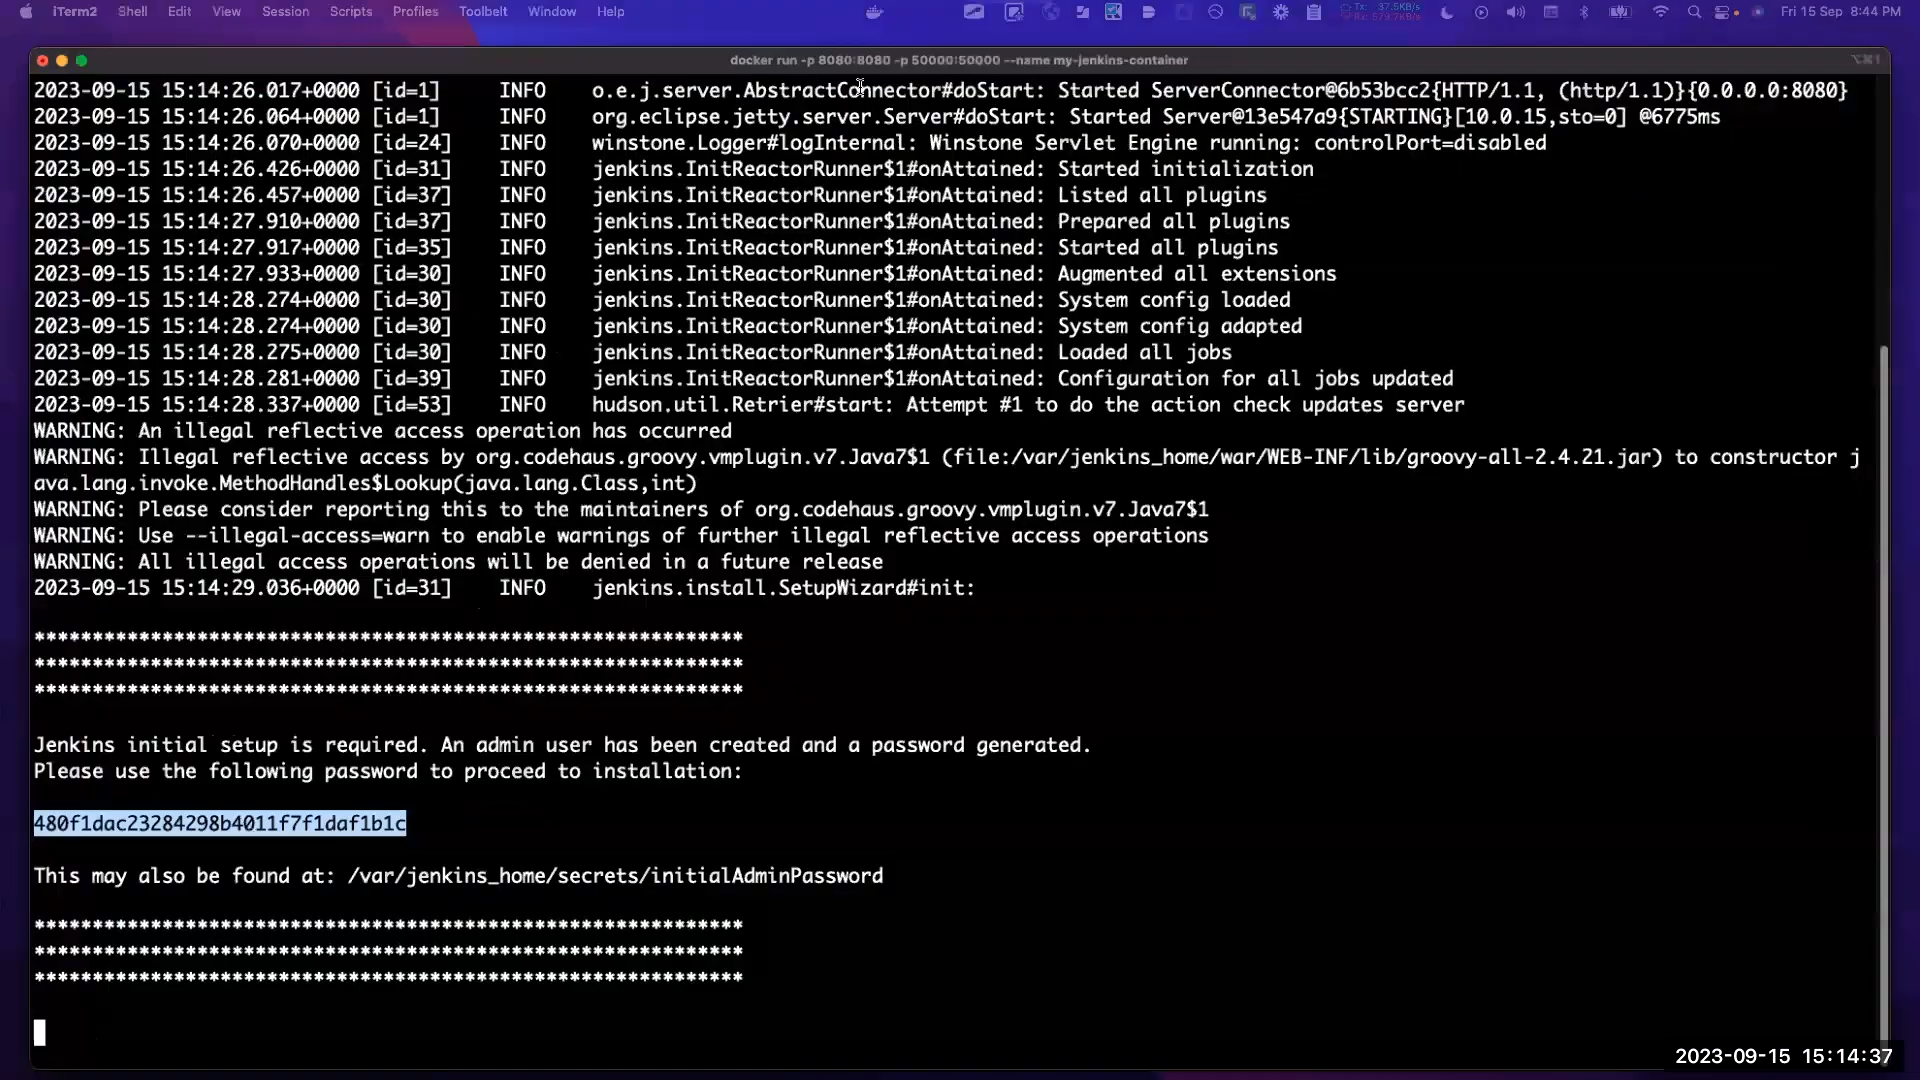 iTerm2 Shell Edit View Session Scripts Profiles Toolbelt Window Help Tx: 37.5KB/s Rx: 579.7KB/s Fri 15 Sep 8:44 PM
docker run -p 8080:8080 -p 50000:50000 --name my-jenkins-container
2023-09-15 15:14:26.017+0000 [id=1] INFO o.e.j.server.AbstractConnector#doStart: Started ServerConnector@6b53bcc2{HTTP/1.1, (http/1.1)}{0.0.0.0:8080}
2023-09-15 15:14:26.064+0000 [id=1] INFO org.eclipse.jetty.server.Server#doStart: Started Server@13e547a9{STARTING}[10.0.15,sto=0] @6775ms
2023-09-15 15:14:26.070+0000 [id=24] INFO winstone.Logger#logInternal: Winstone Servlet Engine running: controlPort=disabled
2023-09-15 15:14:26.426+0000 [id=31] INFO jenkins.InitReactorRunner$1#onAttained: Started initialization
2023-09-15 15:14:26.457+0000 [id=37] INFO jenkins.InitReactorRunner$1#onAttained: Listed all plugins
2023-09-15 15:14:27.910+0000 [id=37] INFO jenkins.InitReactorRunner$1#onAttained: Prepared all plugins
2023-09-15 15:14:27.917+0000 [id=35] INFO jenkins.InitReactorRunner$1#onAttained: Started all plugins
2023-09-15 15:14:27.933+0000 [id=30] INFO jenkins.InitReactorRunner$1#onAttained: Augmented all extensions
2023-09-15 15:14:28.274+0000 [id=30] INFO jenkins.InitReactorRunner$1#onAttained: System config loaded
2023-09-15 15:14:28.274+0000 [id=30] INFO jenkins.InitReactorRunner$1#onAttained: System config adapted
2023-09-15 15:14:28.275+0000 [id=30] INFO jenkins.InitReactorRunner$1#onAttained: Loaded all jobs
2023-09-15 15:14:28.281+0000 [id=39] INFO jenkins.InitReactorRunner$1#onAttained: Configuration for all jobs updated
2023-09-15 15:14:28.337+0000 [id=53] INFO hudson.util.Retrier#start: Attempt #1 to do the action check updates server
WARNING: An illegal reflective access operation has occurred
WARNING: Illegal reflective access by org.codehaus.groovy.vmplugin.v7.Java7$1 (file:/var/jenkins_home/war/WEB-INF/lib/groovy-all-2.4.21.jar) to constructor j
ava.lang.invoke.MethodHandles$Lookup(java.lang.Class,int)
WARNING: Please consider reporting this to the maintainers of org.codehaus.groovy.vmplugin.v7.Java7$1
WARNING: Use --illegal-access=warn to enable warnings of further illegal reflective access operations
WARNING: All illegal access operations will be denied in a future release
2023-09-15 15:14:29.036+0000 [id=31] INFO jenkins.install.SetupWizard#init:
*************************************************************
*************************************************************
*************************************************************
Jenkins initial setup is required. An admin user has been created and a password generated.
Please use the following password to proceed to installation:
480f1dac23284298b4011f7f1daf1b1c
This may also be found at: /var/jenkins_home/secrets/initialAdminPassword
*************************************************************
*************************************************************
*************************************************************
2023-09-15 15:14:37